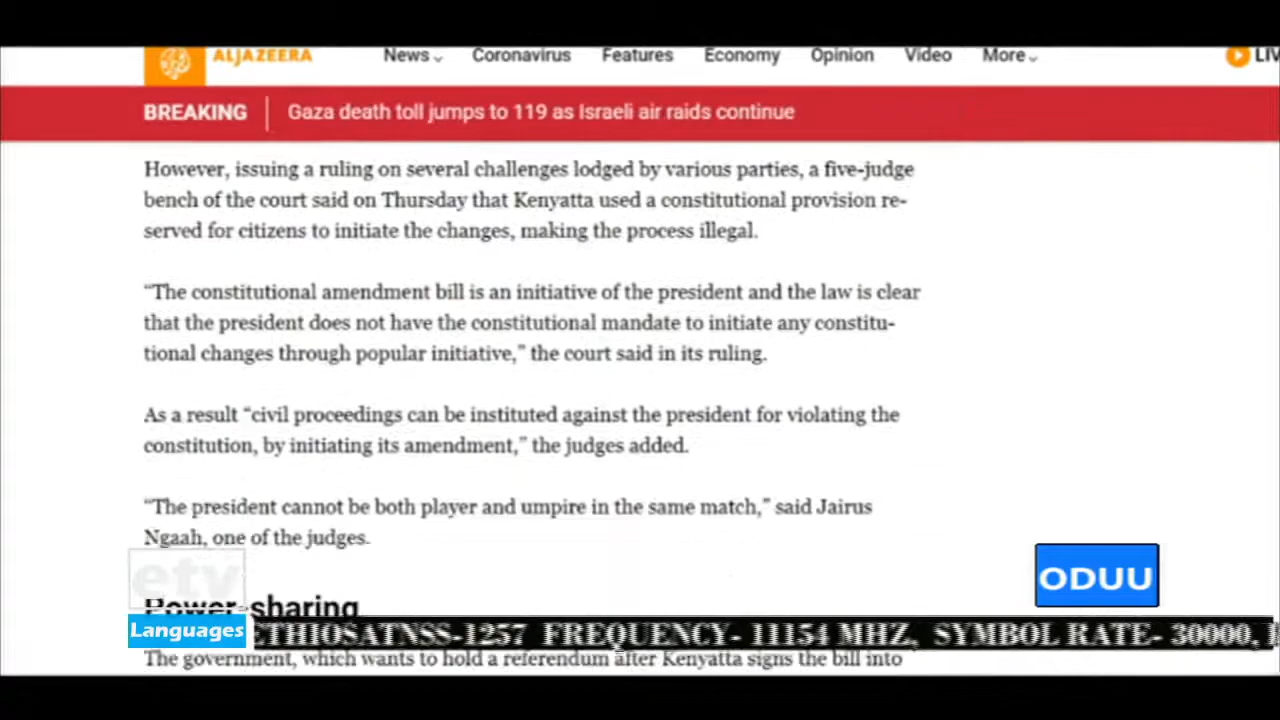 ALJAZEERA News Coronavirus Features Economy Opinion Video More LIV
BREAKING Gaza death toll jumps to 119 as Israeli air raids continue
However, issuing a ruling on several challenges lodged by various parties, a five-judge
bench of the court said on Thursday that Kenyatta used a constitutional provision re-
served for citizens to initiate the changes, making the process illegal.
“The constitutional amendment bill is an initiative of the president and the law is clear
that the president does not have the constitutional mandate to initiate any constitu-
tional changes through popular initiative,” the court said in its ruling.
As a result “civil proceedings can be instituted against the president for violating the
constitution, by initiating its amendment,” the judges added.
“The president cannot be both player and umpire in the same match,” said Jairus
Ngaah, one of the judges.
etv
ODUU
Power-sharing
Languages
ETHIOSATNSS-1257 FREQUENCY- 11154 MHZ, SYMBOL RATE- 30000,
The government, which wants to hold a referendum after Kenyatta signs the bill into